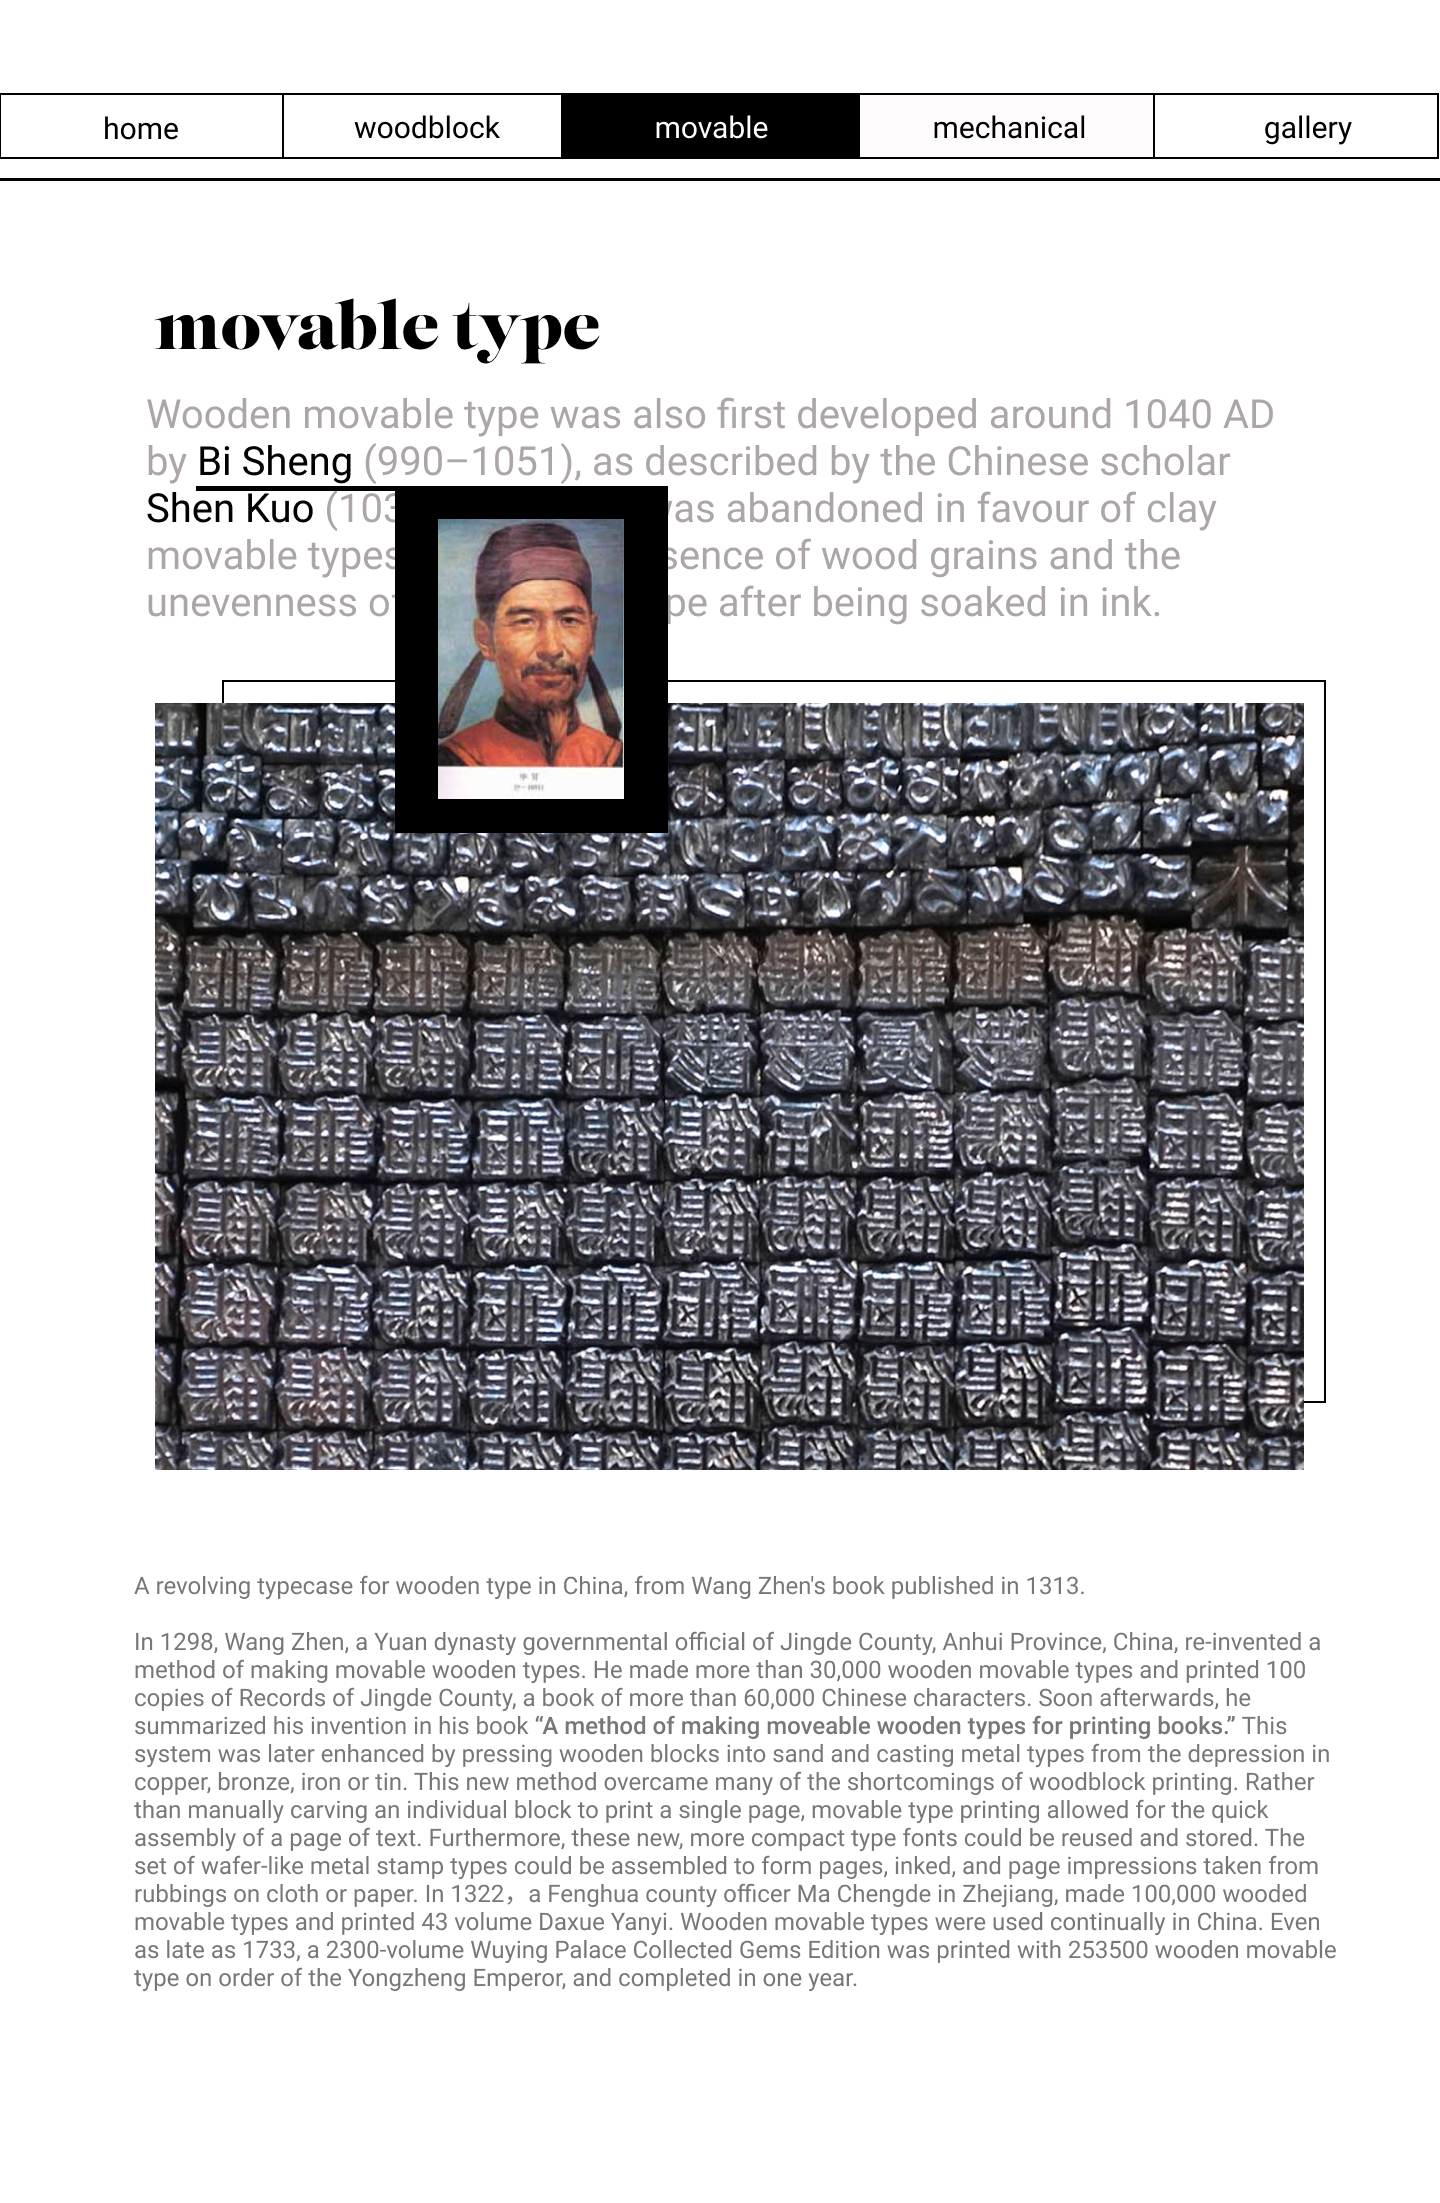 home
woodblock
movable
mechanical
gallery
movable type
Wooden movable type was also first developed around 1040 AD
by Bi Sheng (990–1051), as described by the Chinese scholar
Shen Kuo (103 was abandoned in favour of clay
movable types of wood grains and the
unevenness after being soaked in ink.
A revolving typecase for wooden type in China, from Wang Zhen's book published in 1313.
In 1298, Wang Zhen, a Yuan dynasty governmental official of Jingde County, Anhui Province, China, re-invented a
method of making movable wooden types. He made more than 30,000 wooden movable types and printed 100
copies of Records of Jingde County, a book of more than 60,000 Chinese characters. Soon afterwards, he
summarized his invention in his book “A method of making moveable wooden types for printing books.” This
system was later enhanced by pressing wooden blocks into sand and casting metal types from the depression in
copper, bronze, iron or tin. This new method overcame many of the shortcomings of woodblock printing. Rather
than manually carving an individual block to print a single page, movable type printing allowed for the quick
assembly of a page of text. Furthermore, these new, more compact type fonts could be reused and stored. The
set of wafer-like metal stamp types could be assembled to form pages, inked, and page impressions taken from
rubbings on cloth or paper. In 1322，a Fenghua county officer Ma Chengde in Zhejiang, made 100,000 wooded
movable types and printed 43 volume Daxue Yanyi. Wooden movable types were used continually in China. Even
as late as 1733, a 2300-volume Wuying Palace Collected Gems Edition was printed with 253500 wooden movable
type on order of the Yongzheng Emperor, and completed in one year.